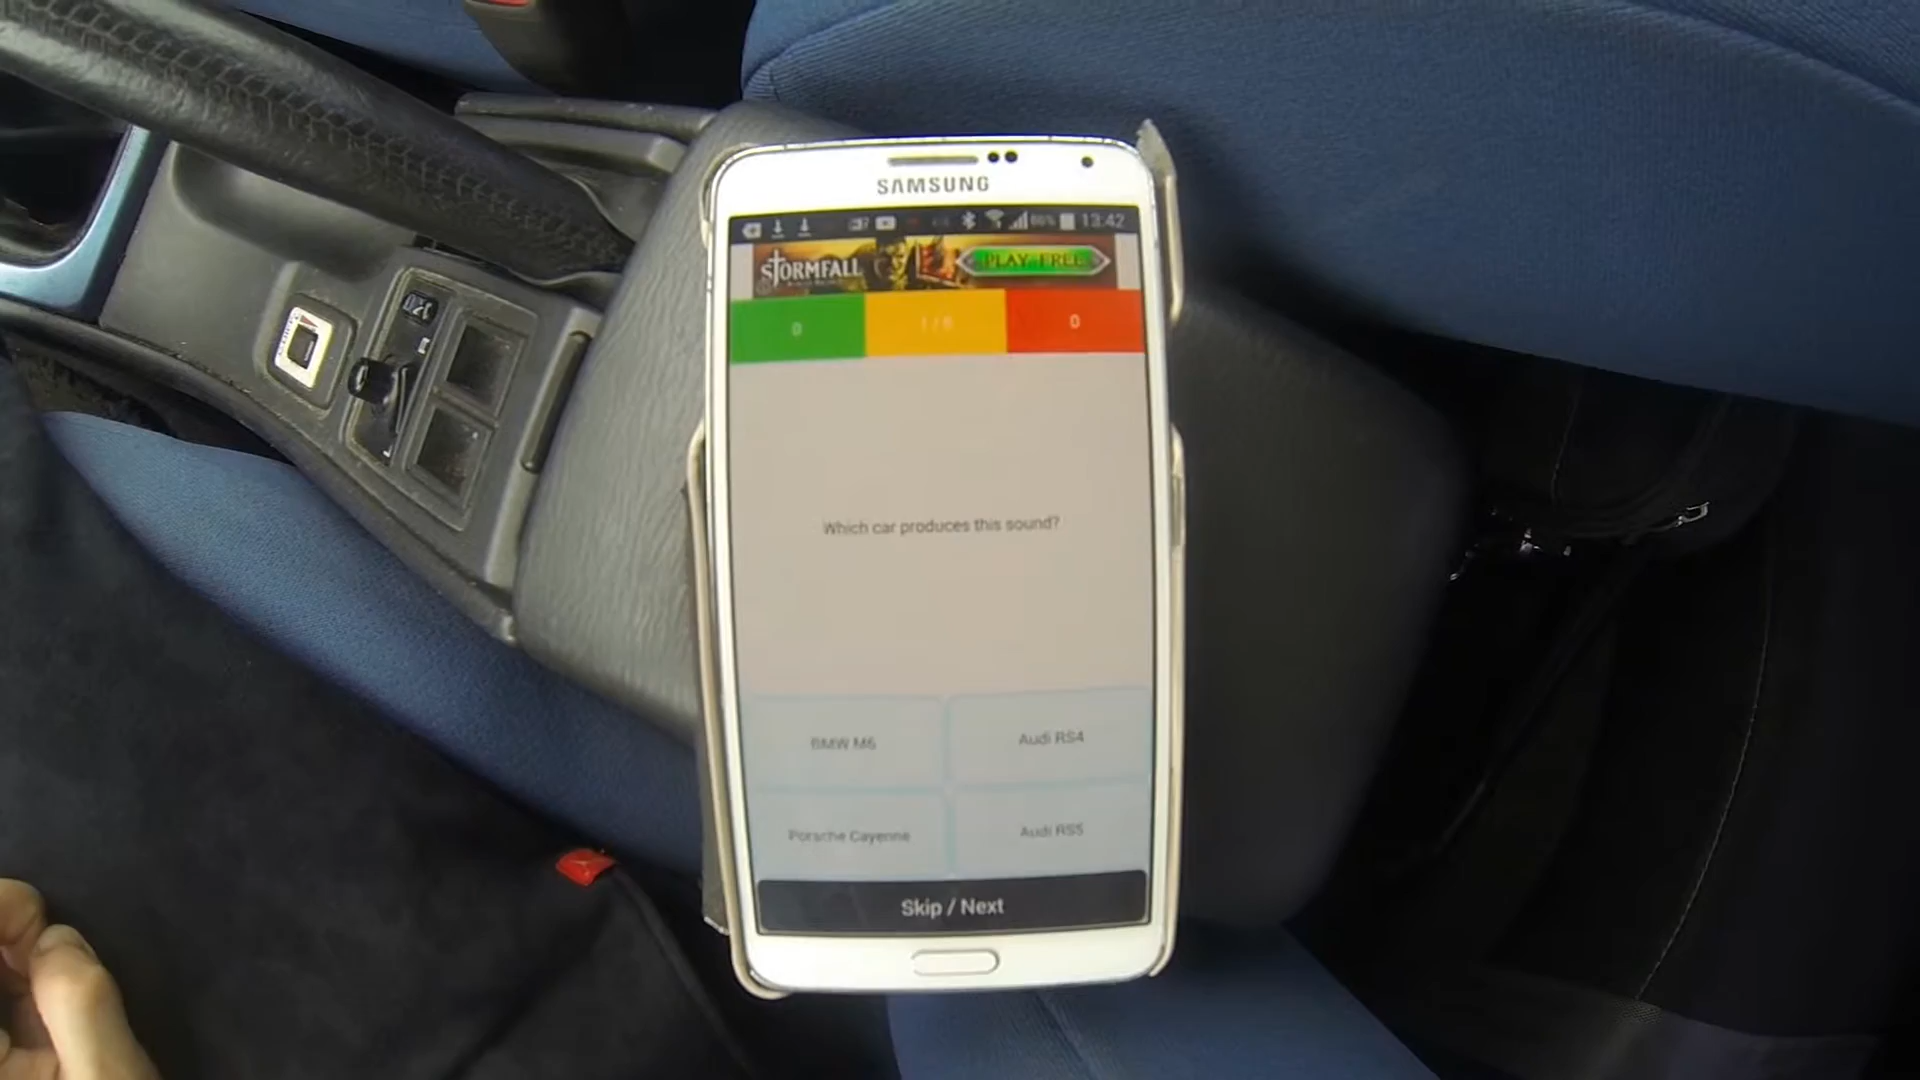 SAMSUNG
86% 13:42
STORMFALL
PLAY FREE
0
0
Which car produces this sound?
BMW M6
Audi RS4
Porsche Cayenne
Audi RS5
Skip / Next